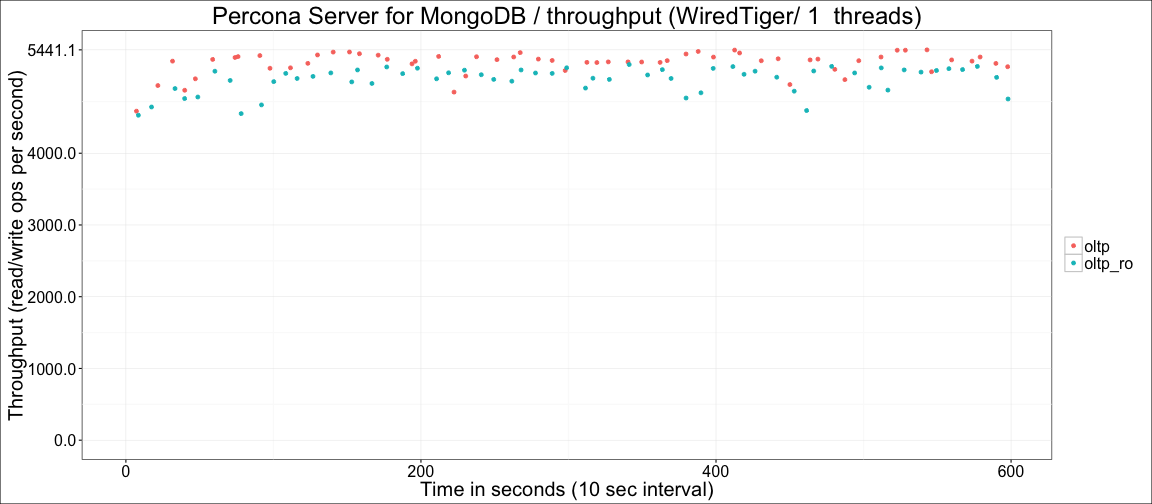 Percona Server for MongoDB / throughput (WiredTiger/ 1  threads)
Throughput (read/write ops per second)
5441.1
4000.0
3000.0
2000.0
1000.0
0.0
0
200
400
600
Time in seconds (10 sec interval)
oltp
oltp_ro